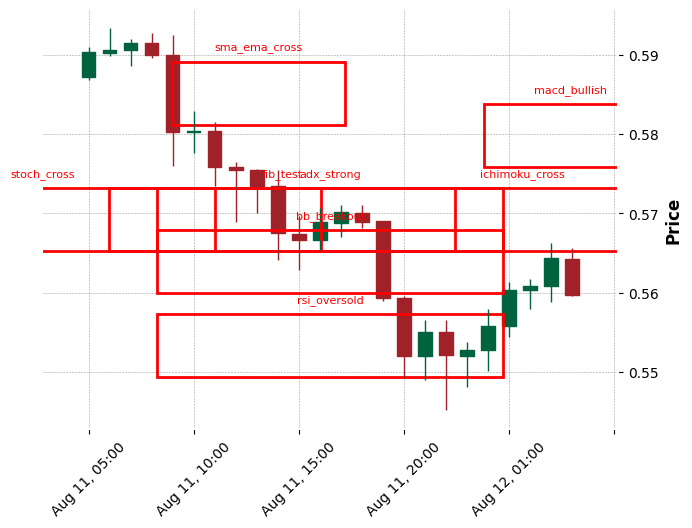 sma_ema_cross
0.59
macd_bullish
0.58
stoch_cross
fib_test
adx_strong
ichimoku_cross
0.57
Price
0.56
rsi_oversold
0.55
Aug 11, 05:00
Aug 11, 10:00
Aug 11, 15:00
Aug 11, 20:00
Aug 12, 01:00